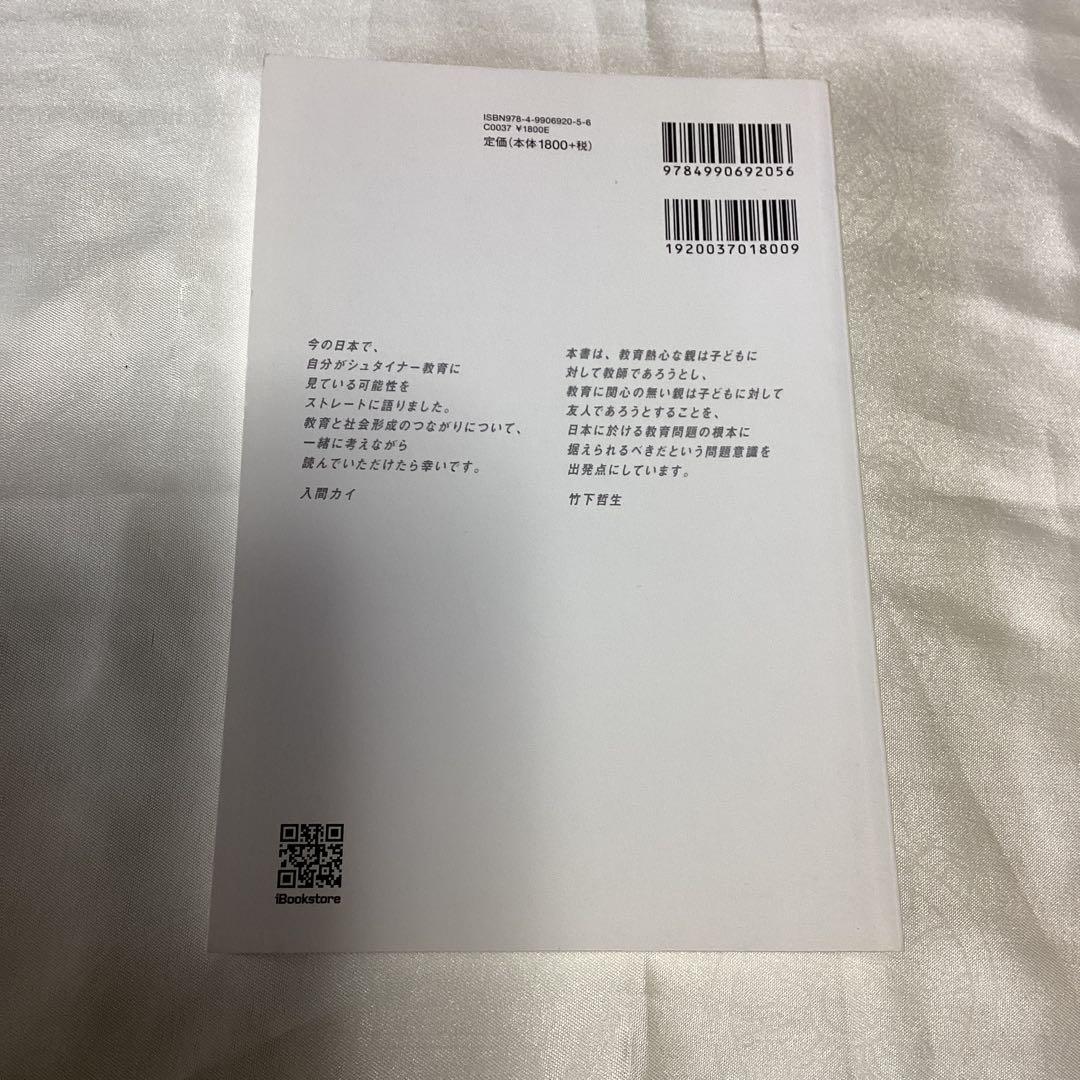 ISBN978-4-9906920-5-6
C0037 ¥1800E
定価(本体1800+税)
9784990692056
1920037018009
今の日本で、
自分がシュタイナー教育に
見ている可能性を
ストレートに語りました。
教育と社会形成のつながりについて、
一緒に考えながら
読んでいただけたら幸いです。
入間カイ
本書は、教育熱心な親は子どもに
対して教師であろうとし、
教育に関心の無い親は子どもに対して
友人であろうとすることを、
日本に於ける教育問題の根本に
据えられるべきだという問題意識を
出発点にしています。
竹下哲生
iBookstore